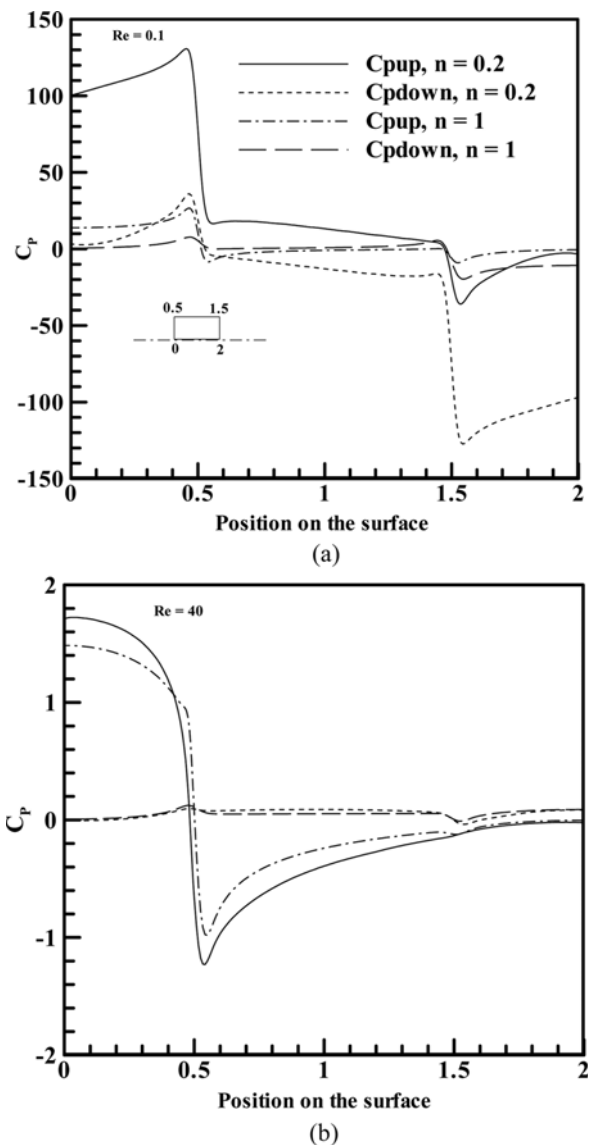 150
Re = 0.1
Cpup, n = 0.2
100
Cpdown, n = 0.2
Cpup, n = 1
50
Cpdown, n = 1
C_P
0
0.5 1.5
-50
0 2
-100
-150
0 0.5 1 1.5 2
Position on the surface
(a)
2
Re = 40
1
C_P
0
-1
-2
0 0.5 1 1.5 2
Position on the surface
(b)